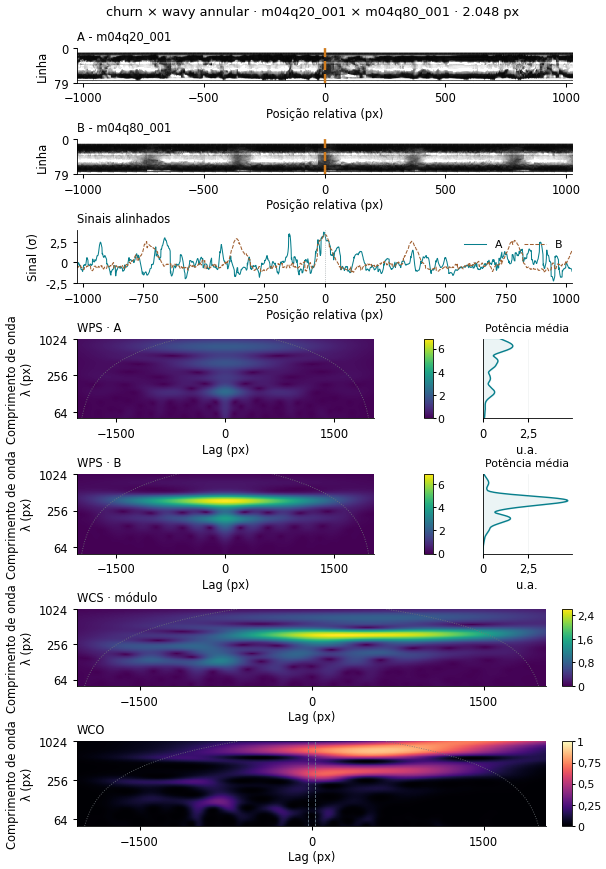 churn × wavy annular · m04q20_001 × m04q80_001 · 2.048 px
A - m04q20_001
Linha
0
79
−1000 −500 0 500 1000
Posição relativa (px)
B - m04q80_001
Linha
0
79
−1000 −500 0 500 1000
Posição relativa (px)
Sinais alinhados
Sinal (σ)
2,5
0
-2,5
A B
−1000 −750 −500 −250 0 250 500 750 1000
Posição relativa (px)
WPS · A
Comprimento de onda
λ (px)
1024
256
64
−1500 0 1500
Lag (px)
6
4
2
0
Potência média
0 2,5
u.a.
WPS · B
Comprimento de onda
λ (px)
1024
256
64
−1500 0 1500
Lag (px)
6
4
2
0
Potência média
0 2,5
u.a.
WCS · módulo
Comprimento de onda
λ (px)
1024
256
64
−1500 0 1500
Lag (px)
2,4
1,6
0,8
0
WCO
Comprimento de onda
λ (px)
1024
256
64
−1500 0 1500
Lag (px)
1
0,75
0,5
0,25
0